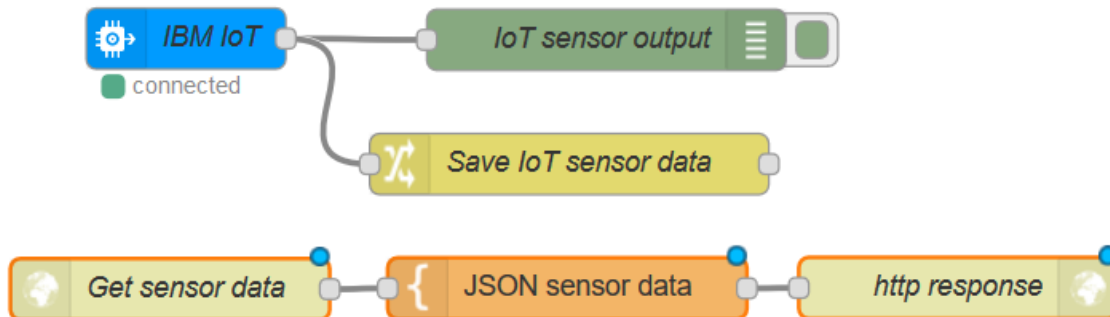 IBM IoT
IoT sensor output
connected
Save IoT sensor data
Get sensor data
JSON sensor data
http response